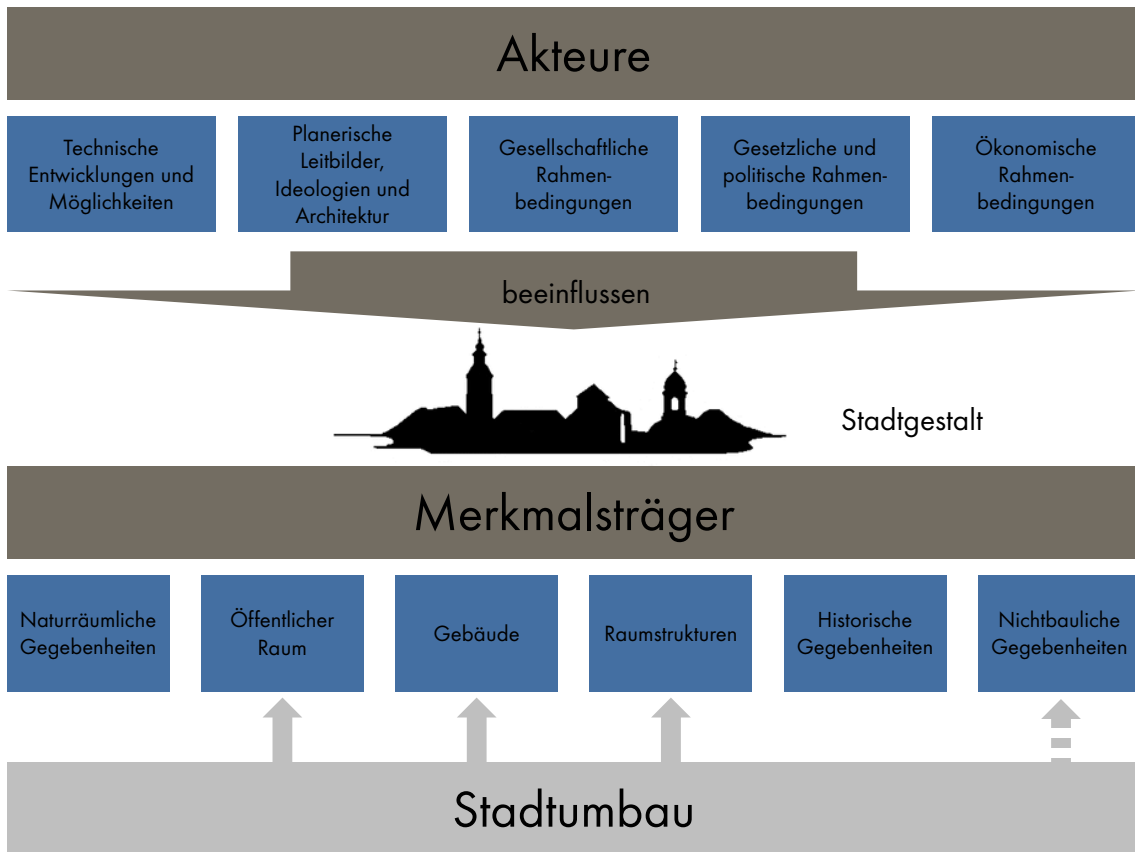 Akteure
Technische
Entwicklungen und
Möglichkeiten
Planerische
Leitbilder,
Ideologien und
Architektur
Gesellschaftliche
Rahmen-
bedingungen
Gesetzliche und
politische Rahmen-
bedingungen
Ökonomische
Rahmen-
bedingungen
beeinflussen
Stadtgestalt
Merkmalsträger
Naturräumliche
Gegebenheiten
Öffentlicher
Raum
Gebäude
Raumstrukturen
Historische
Gegebenheiten
Nichtbauliche
Gegebenheiten
Stadtumbau